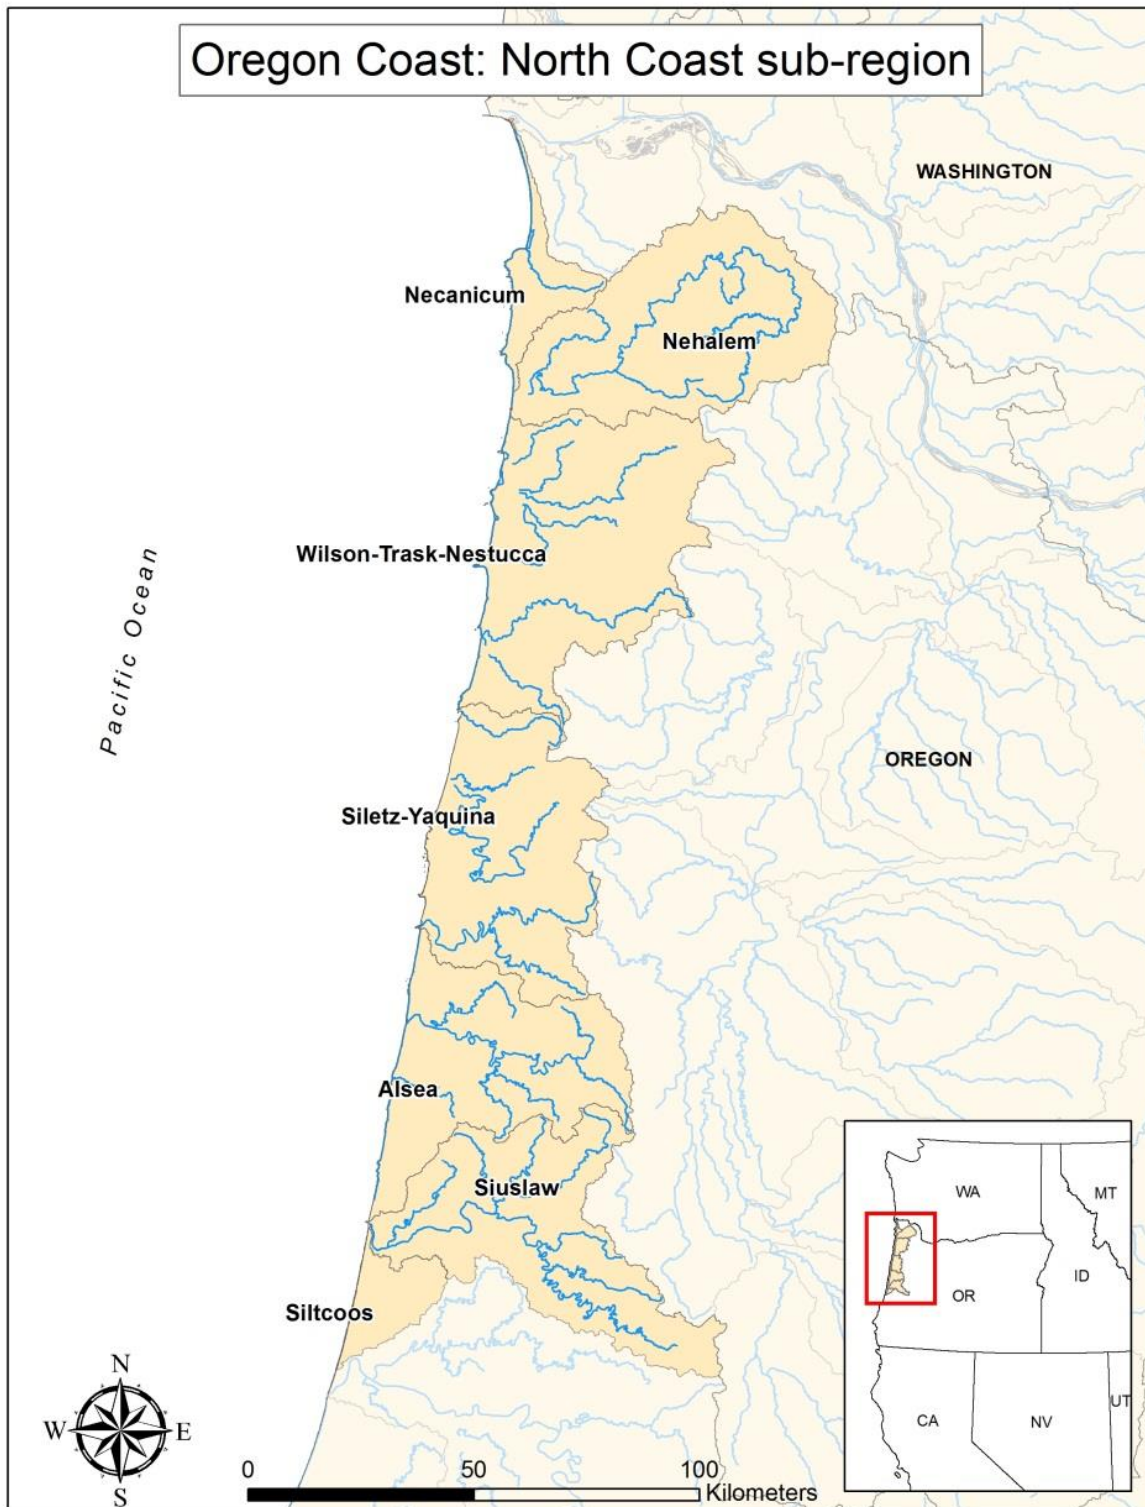 Oregon Coast: North Coast sub-region
WASHINGTON
Necanicum
Nehalem
Wilson-Trask-Nestucca
Pacific Ocean
OREGON
Siletz-Yaquina
Alsea
Siuslaw
Siltcoos
WA
MT
OR
ID
CA
NV
UT
N
W E
S
0 50 100
Kilometers